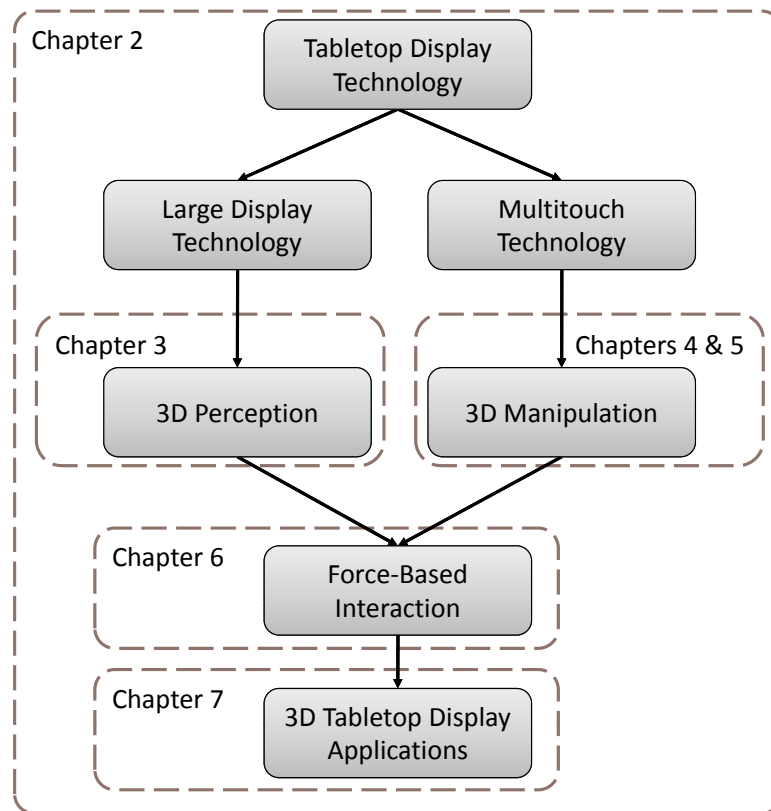 Chapter 2
Tabletop Display
Technology
Large Display
Technology
Multitouch
Technology
Chapter 3
3D Perception
Chapters 4 & 5
3D Manipulation
Chapter 6
Force-Based
Interaction
Chapter 7
3D Tabletop Display
Applications